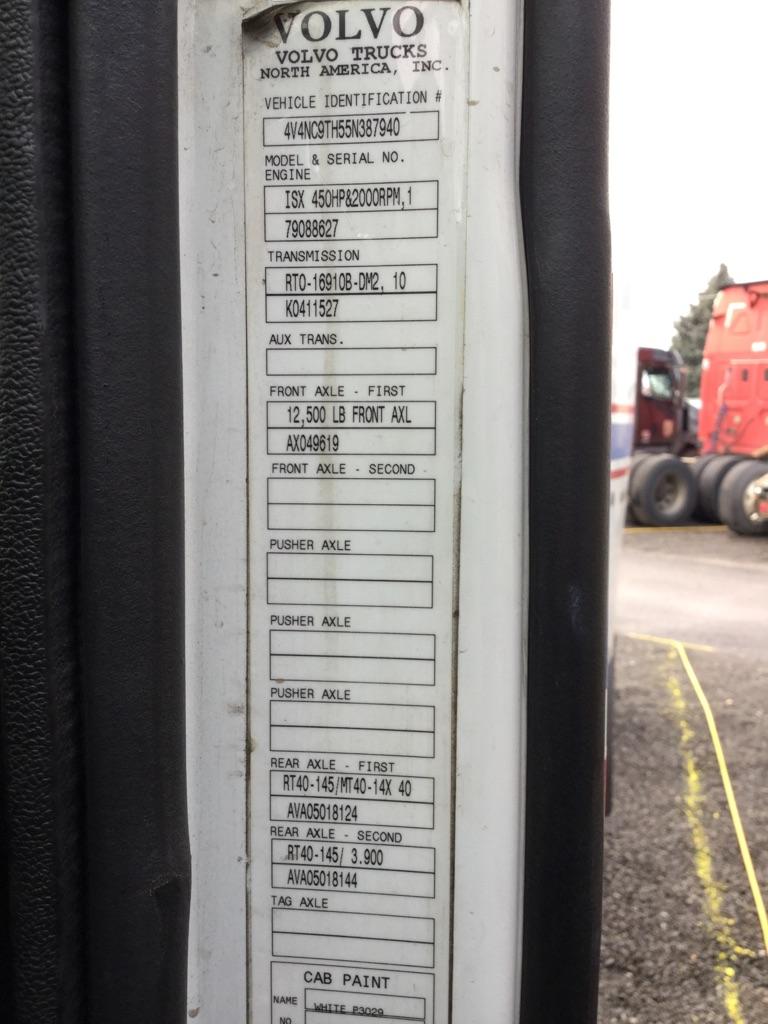 VOLVO
VOLVO TRUCKS
NORTH AMERICA, INC.
VEHICLE IDENTIFICATION #
4V4NC9TH55N387940
MODEL & SERIAL NO.
ENGINE
ISX 450HP&2000RPM,1
79088627
TRANSMISSION
RTO-16910B-DM2, 10
K0411527
AUX TRANS.
FRONT AXLE - FIRST
12,500 LB FRONT AXL
AX049619
FRONT AXLE - SECOND
PUSHER AXLE
PUSHER AXLE
PUSHER AXLE
REAR AXLE - FIRST
RT40-145/MT40-14X 40
AVA05018124
REAR AXLE - SECOND
RT40-145/ 3.900
AVA05018144
TAG AXLE
CAB PAINT
NAME WHITE P3029
NO